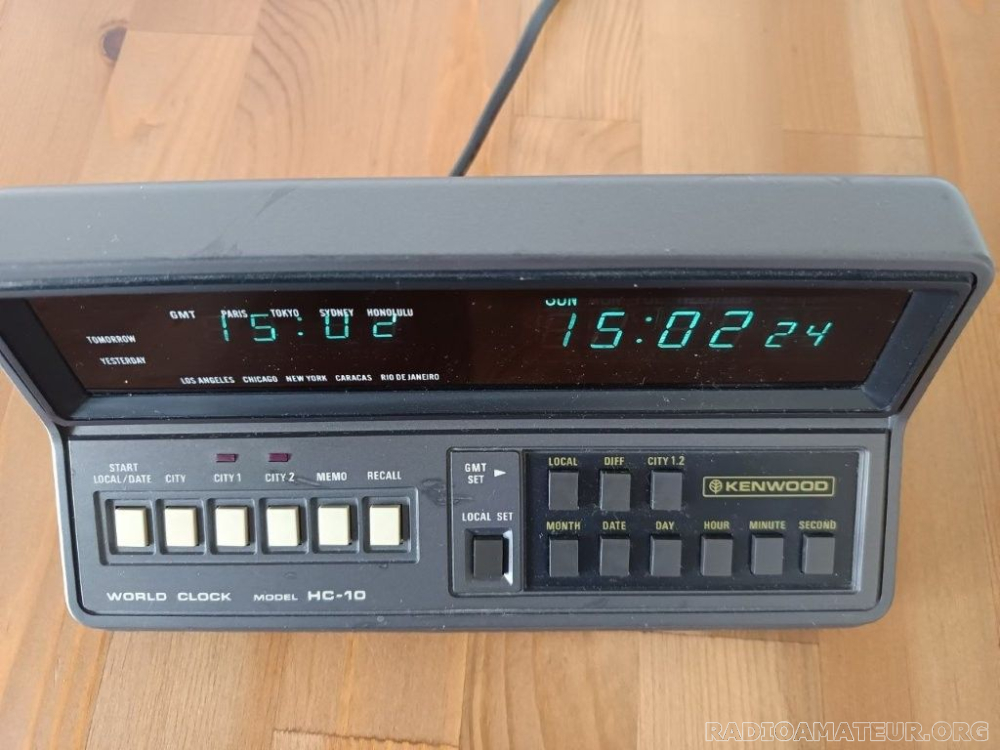 GMT PARIS TOKYO SYDNEY HONOLULU
15:02
TOMORROW
YESTERDAY
LOS ANGELES CHICAGO NEW YORK CARACAS RIO DE JANEIRO
SUN
15:02 24
START
LOCAL/DATE CITY CITY 1 CITY 2 MEMO RECALL
WORLD CLOCK MODEL HC-10
GMT
SET
LOCAL SET
LOCAL DIFF CITY 1.2
KENWOOD
MONTH DATE DAY HOUR MINUTE SECOND
RADIOAMATEUR.ORG